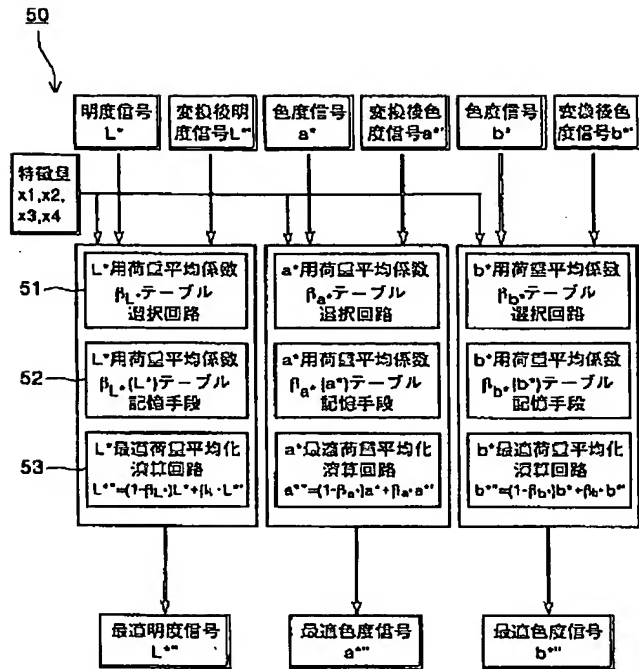 50
明度信号
L*
変換後明
度信号L*'
色度信号
a*
変換後色
度信号a*'
色度信号
b*
変換後色
度信号b*'
特徴量
x1,x2,
x3,x4
51
L*用荷重平均係数
βL*テーブル
選択回路
a*用荷重平均係数
βa*テーブル
選択回路
b*用荷重平均係数
βb*テーブル
選択回路
52
L*用荷重平均係数
βL*(L*)テーブル
記憶手段
a*用荷重平均係数
βa*(a*)テーブル
記憶手段
b*用荷重平均係数
βb*(b*)テーブル
記憶手段
53
L*最適荷重平均化
演算回路
L*''=(1-βL*)L*+βL*L*'
a*最適荷重平均化
演算回路
a*''=(1-βa*)a*+βa*a*'
b*最適荷重平均化
演算回路
b*''=(1-βb*)b*+βb*b*'
最適明度信号
L*''
最適色度信号
a*''
最適色度信号
b*''